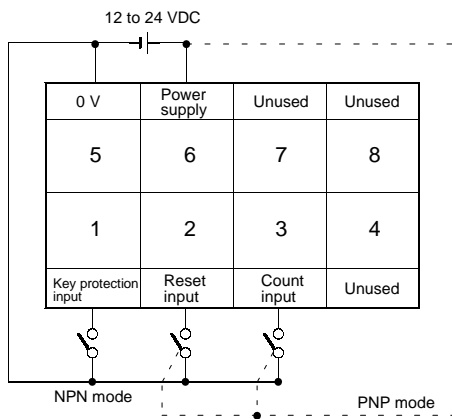 12 to 24 VDC
0 V
Power
supply
Unused
Unused
5
6
7
8
1
2
3
4
Key protection
input
Reset
input
Count
input
Unused
NPN mode
PNP mode